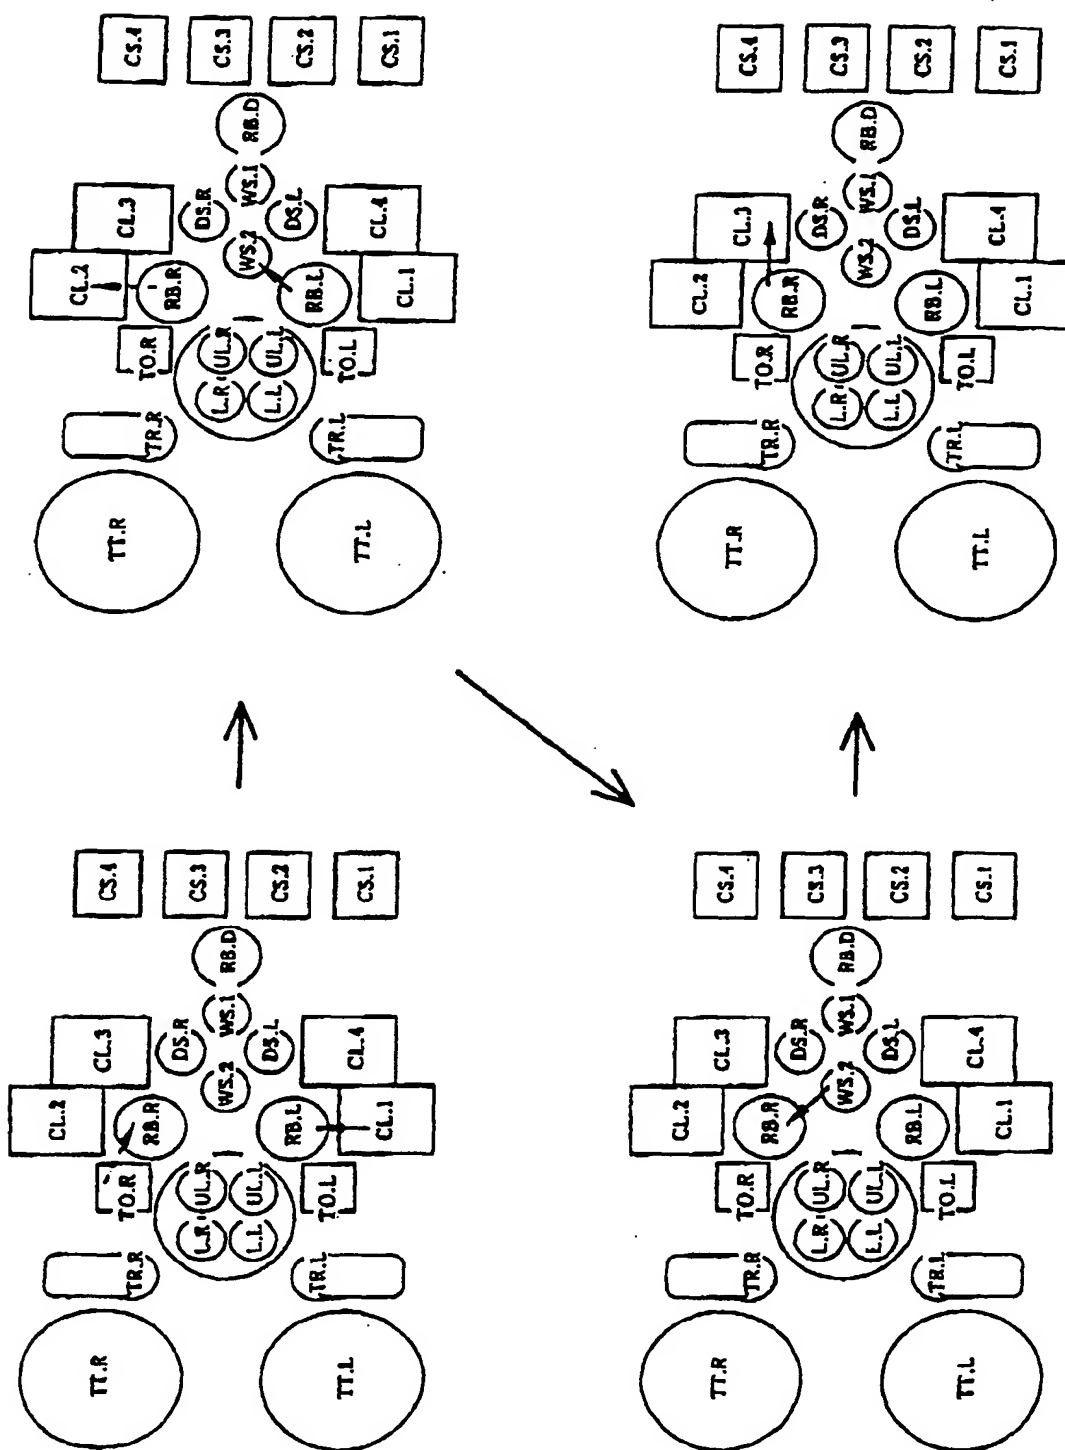 TT.L
TT.R
TR.L
TR.R
L.L
L.R
TO.L
UL.L
UL.R
TO.R
CL.1
RB.L
RB.R
CL.2
WS.2
CL.4
DS.L
DS.R
CL.3
WS.1
RB.D
CS.1
CS.2
CS.3
CS.4
TT.L
TT.R
TR.L
TR.R
L.L
L.R
TO.L
UL.L
UL.R
TO.R
CL.1
RB.L
RB.R
CL.2
WS.2
CL.4
DS.L
DS.R
CL.3
WS.1
RB.D
CS.1
CS.2
CS.3
CS.4
TT.L
TT.R
TR.L
TR.R
L.L
L.R
TO.L
UL.L
UL.R
TO.R
CL.1
RB.L
RB.R
CL.2
WS.2
CL.4
DS.L
DS.R
CL.3
WS.1
RB.D
CS.1
CS.2
CS.3
CS.4
TT.L
TT.R
TR.L
TR.R
L.L
L.R
TO.L
UL.L
UL.R
TO.R
CL.1
RB.L
RB.R
CL.2
WS.2
CL.4
DS.L
DS.R
CL.3
WS.1
RB.D
CS.1
CS.2
CS.3
CS.4